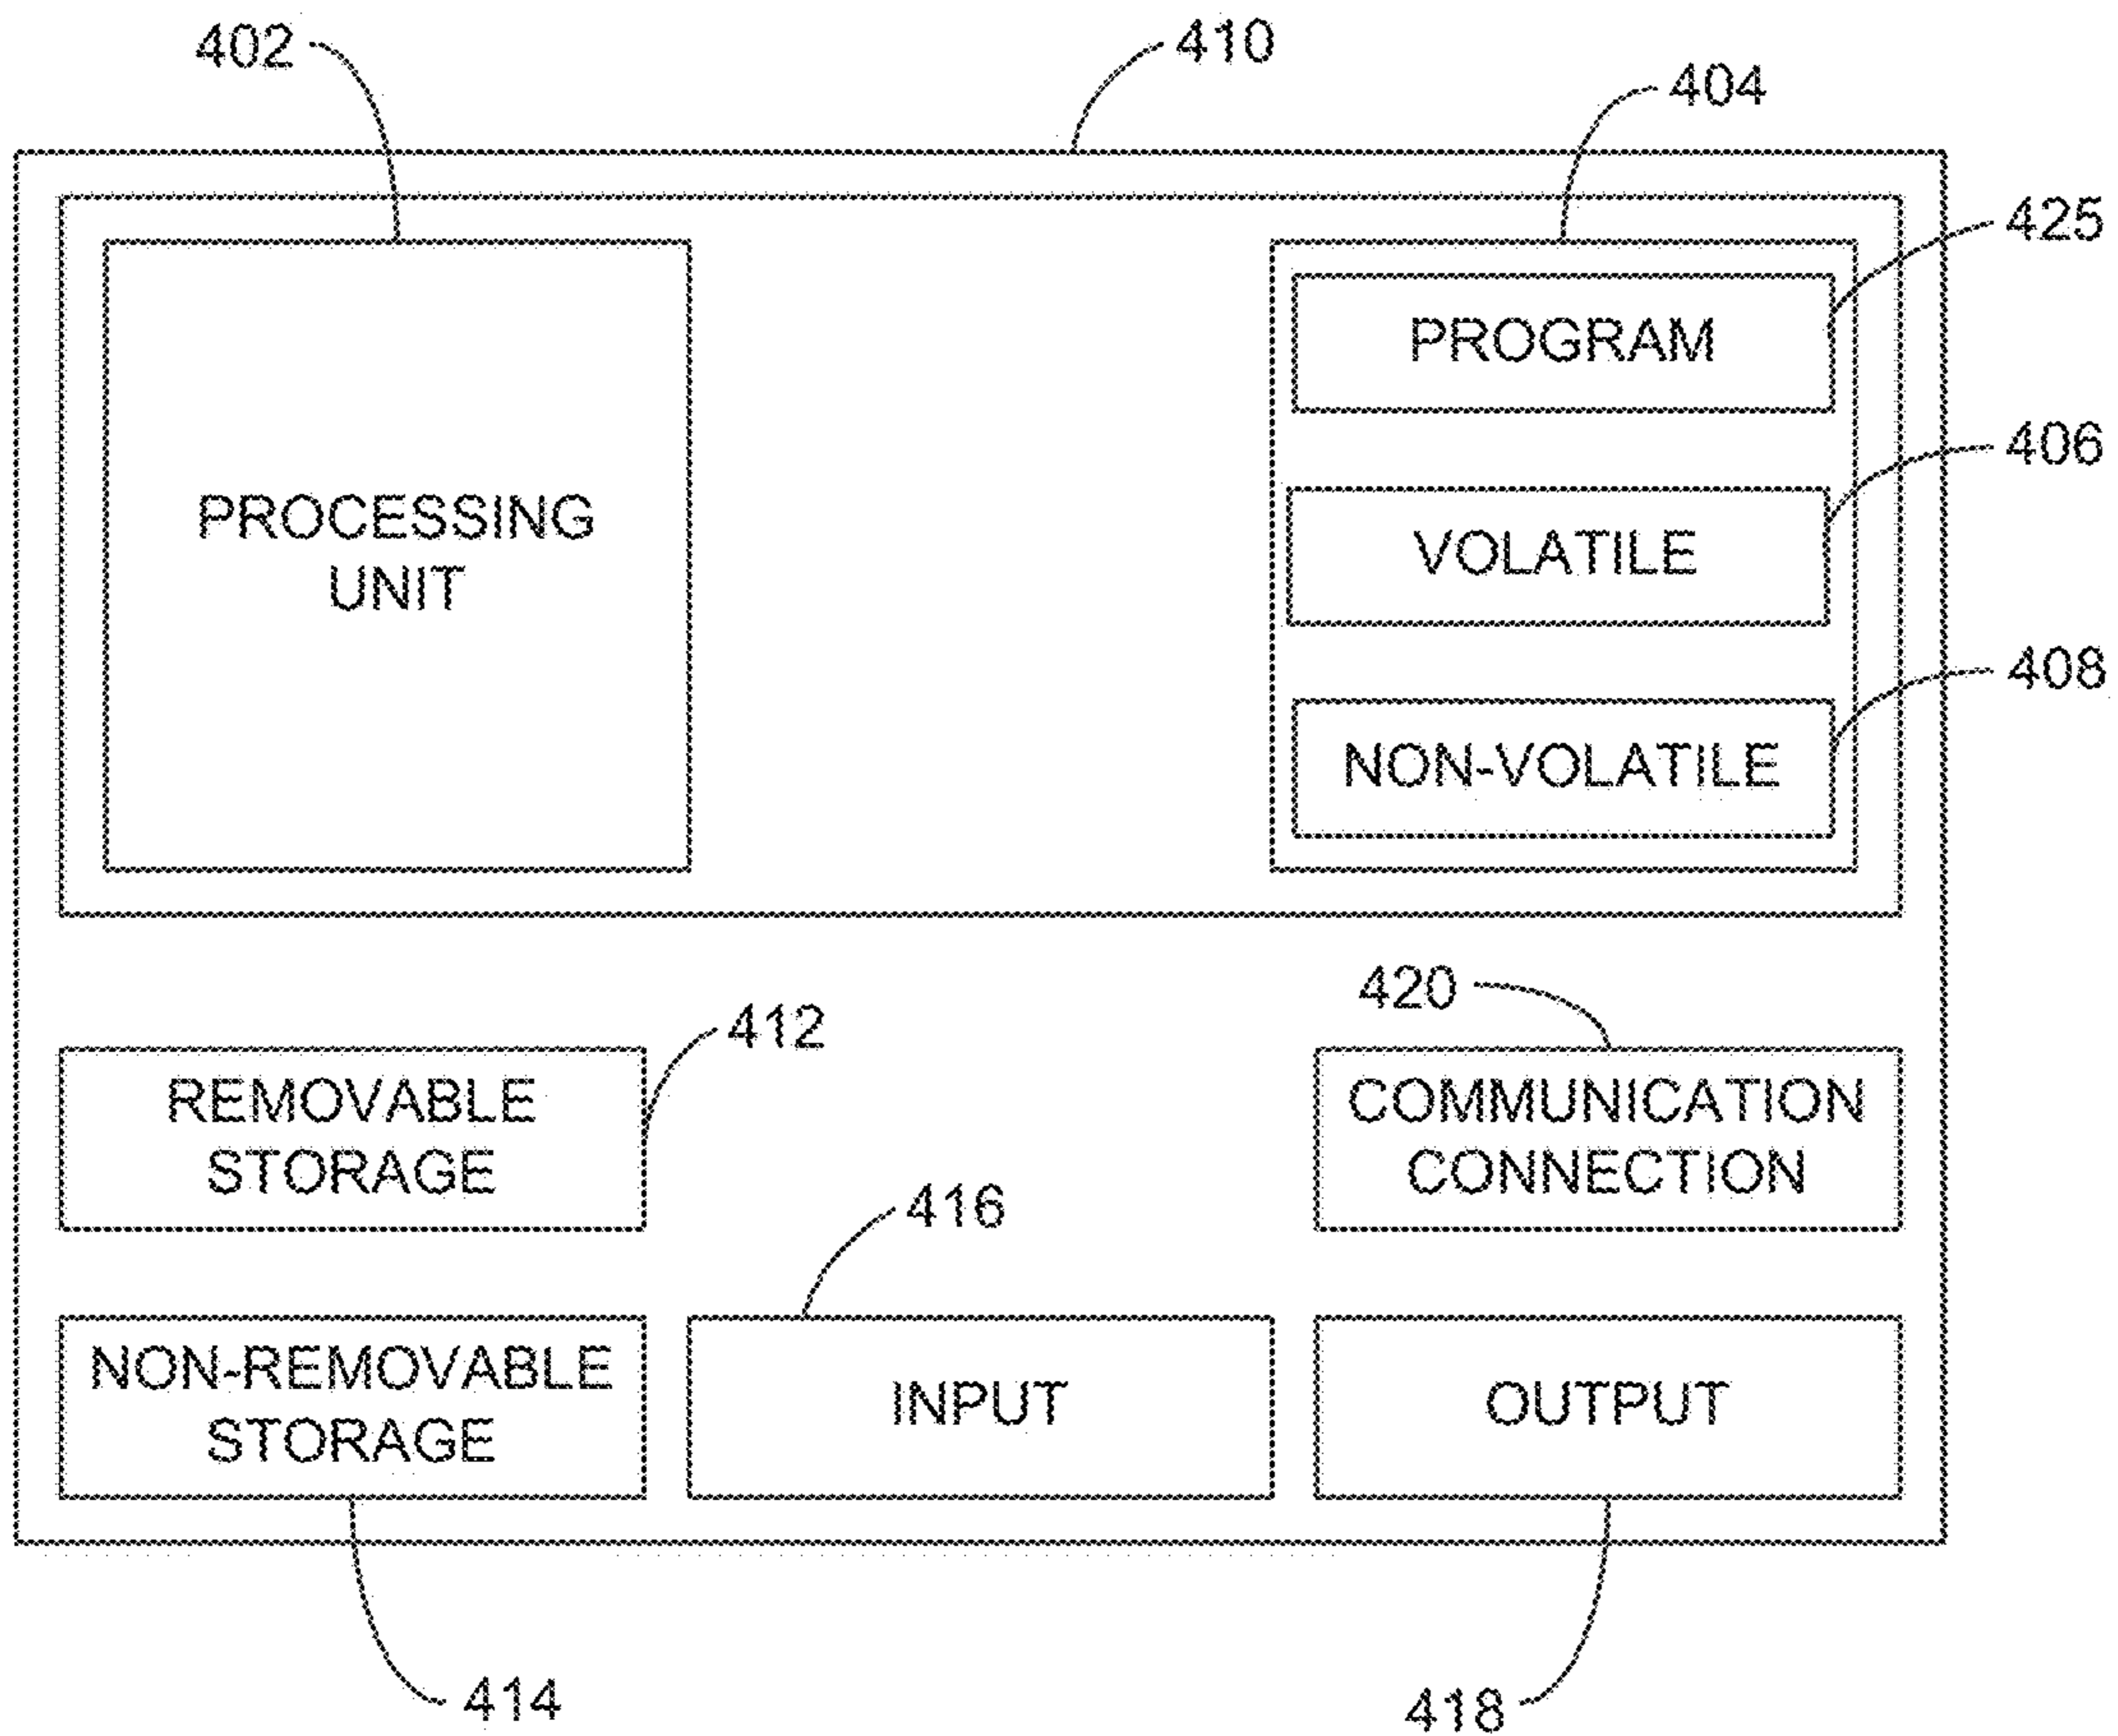 402
410
404
425
PROGRAM
406
PROCESSING
UNIT
VOLATILE
408
NON-VOLATILE
420
412
REMOVABLE
STORAGE
COMMUNICATION
CONNECTION
416
NON-REMOVABLE
STORAGE
INPUT
OUTPUT
414
418